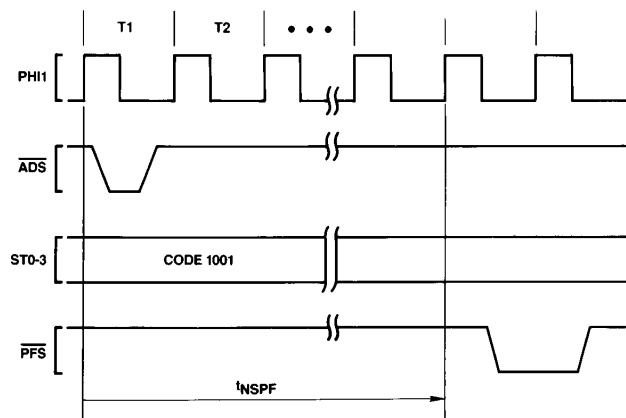 T1 T2 • • •
PHI1
ADS
ST0-3 CODE 1001
PFS
tNSPF